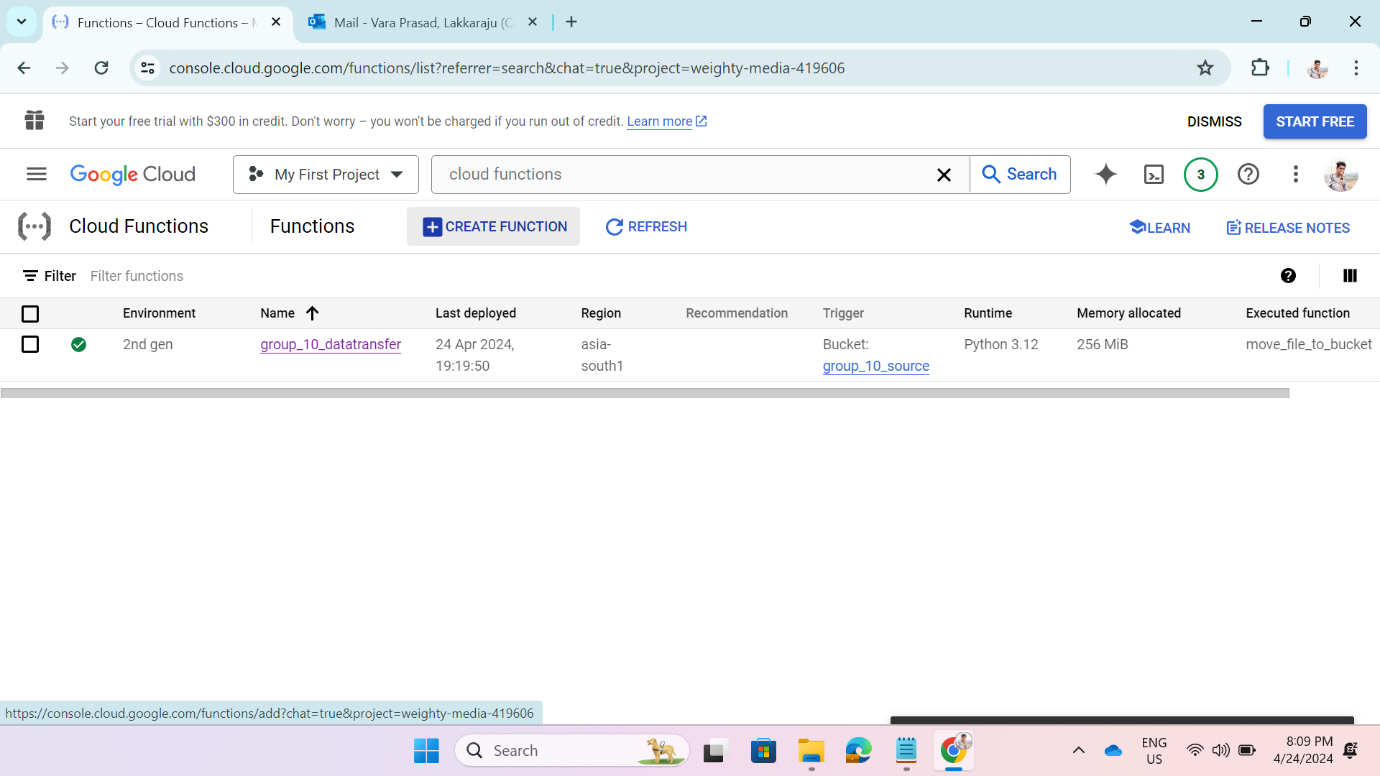 Functions – Cloud Functions –
Mail - Vara Prasad, Lakkaraju (C
console.cloud.google.com/functions/list?referrer=search&chat=true&project=weighty-media-419606
Start your free trial with $300 in credit. Don't worry – you won't be charged if you run out of credit. Learn more
DISMISS
START FREE
Google Cloud
My First Project
cloud functions
Search
3
Cloud Functions
Functions
CREATE FUNCTION
REFRESH
LEARN
RELEASE NOTES
Filter Filter functions
Environment Name Last deployed Region Recommendation Trigger Runtime Memory allocated Executed function
2nd gen group_10_datatransfer 24 Apr 2024, asia- Bucket: Python 3.12 256 MiB move_file_to_bucket
19:19:50 south1 group_10_source
https://console.cloud.google.com/functions/add?chat=true&project=weighty-media-419606
Search
ENG
US
8:09 PM
4/24/2024